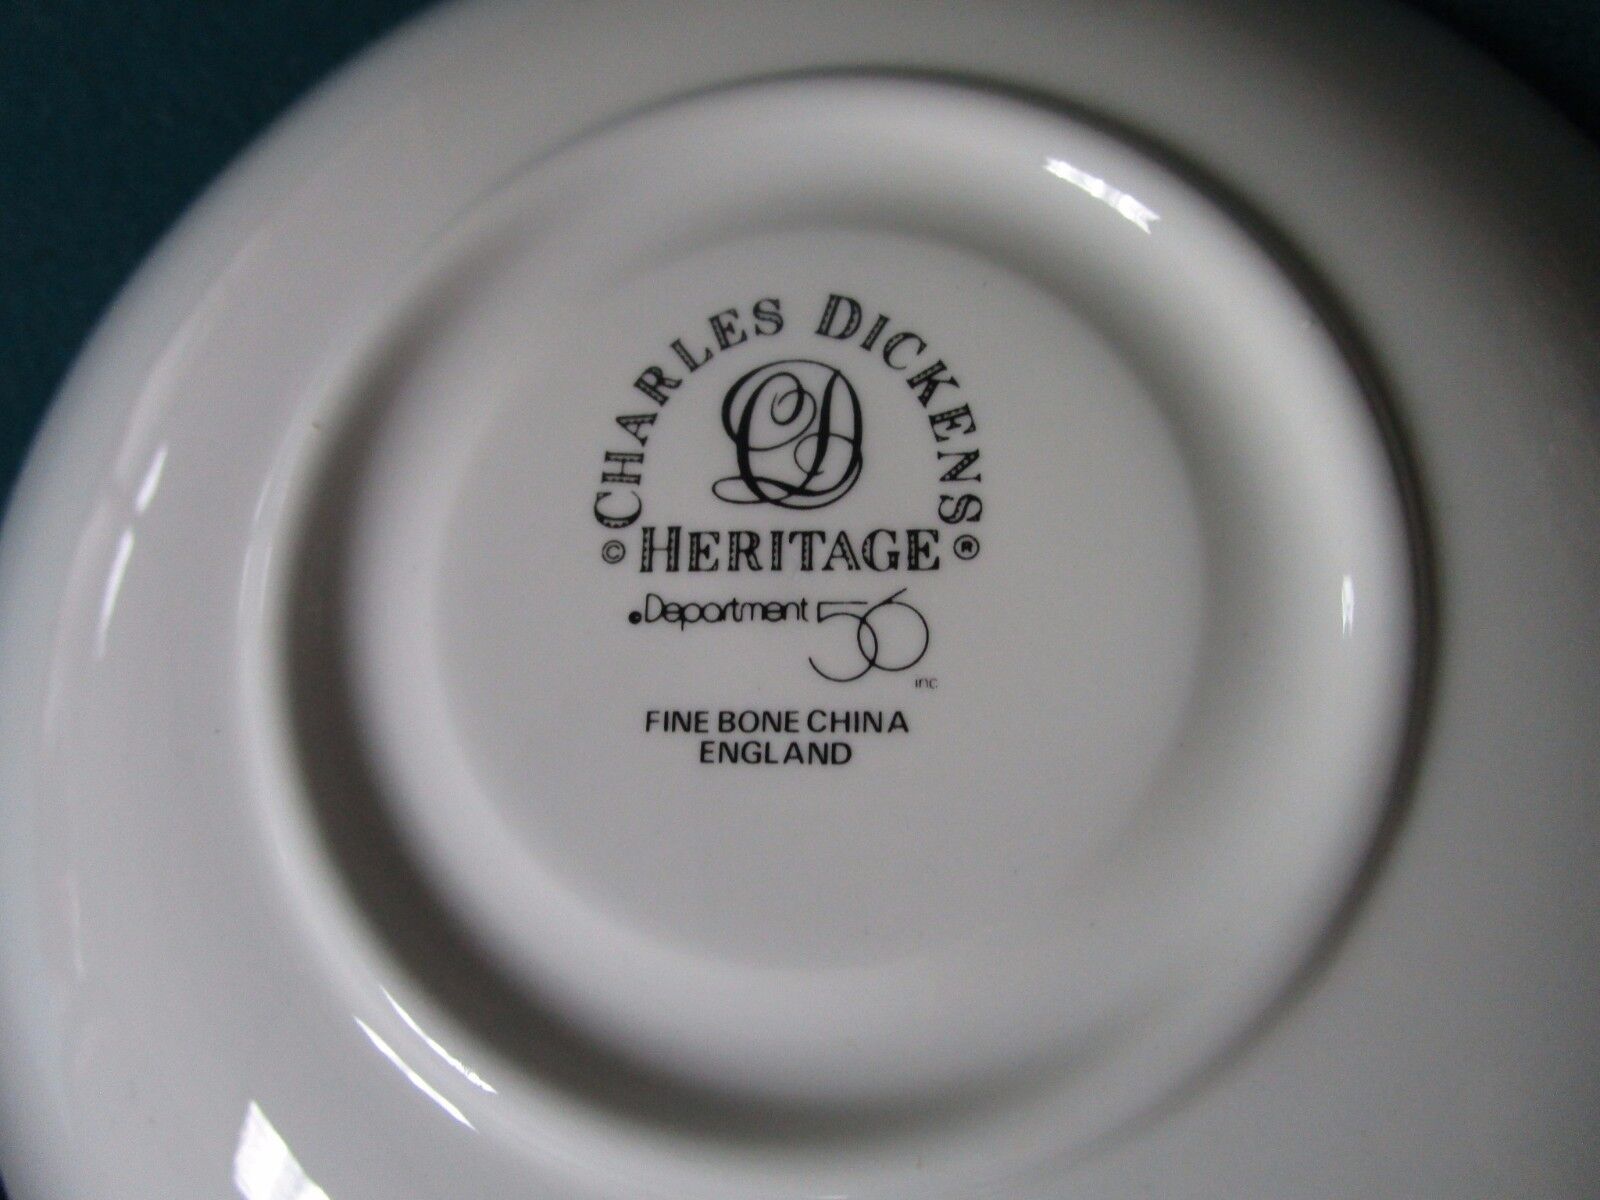 CHARLES DICKENS
CD
© HERITAGE ®
Department 56
inc.
FINE BONE CHINA
ENGLAND